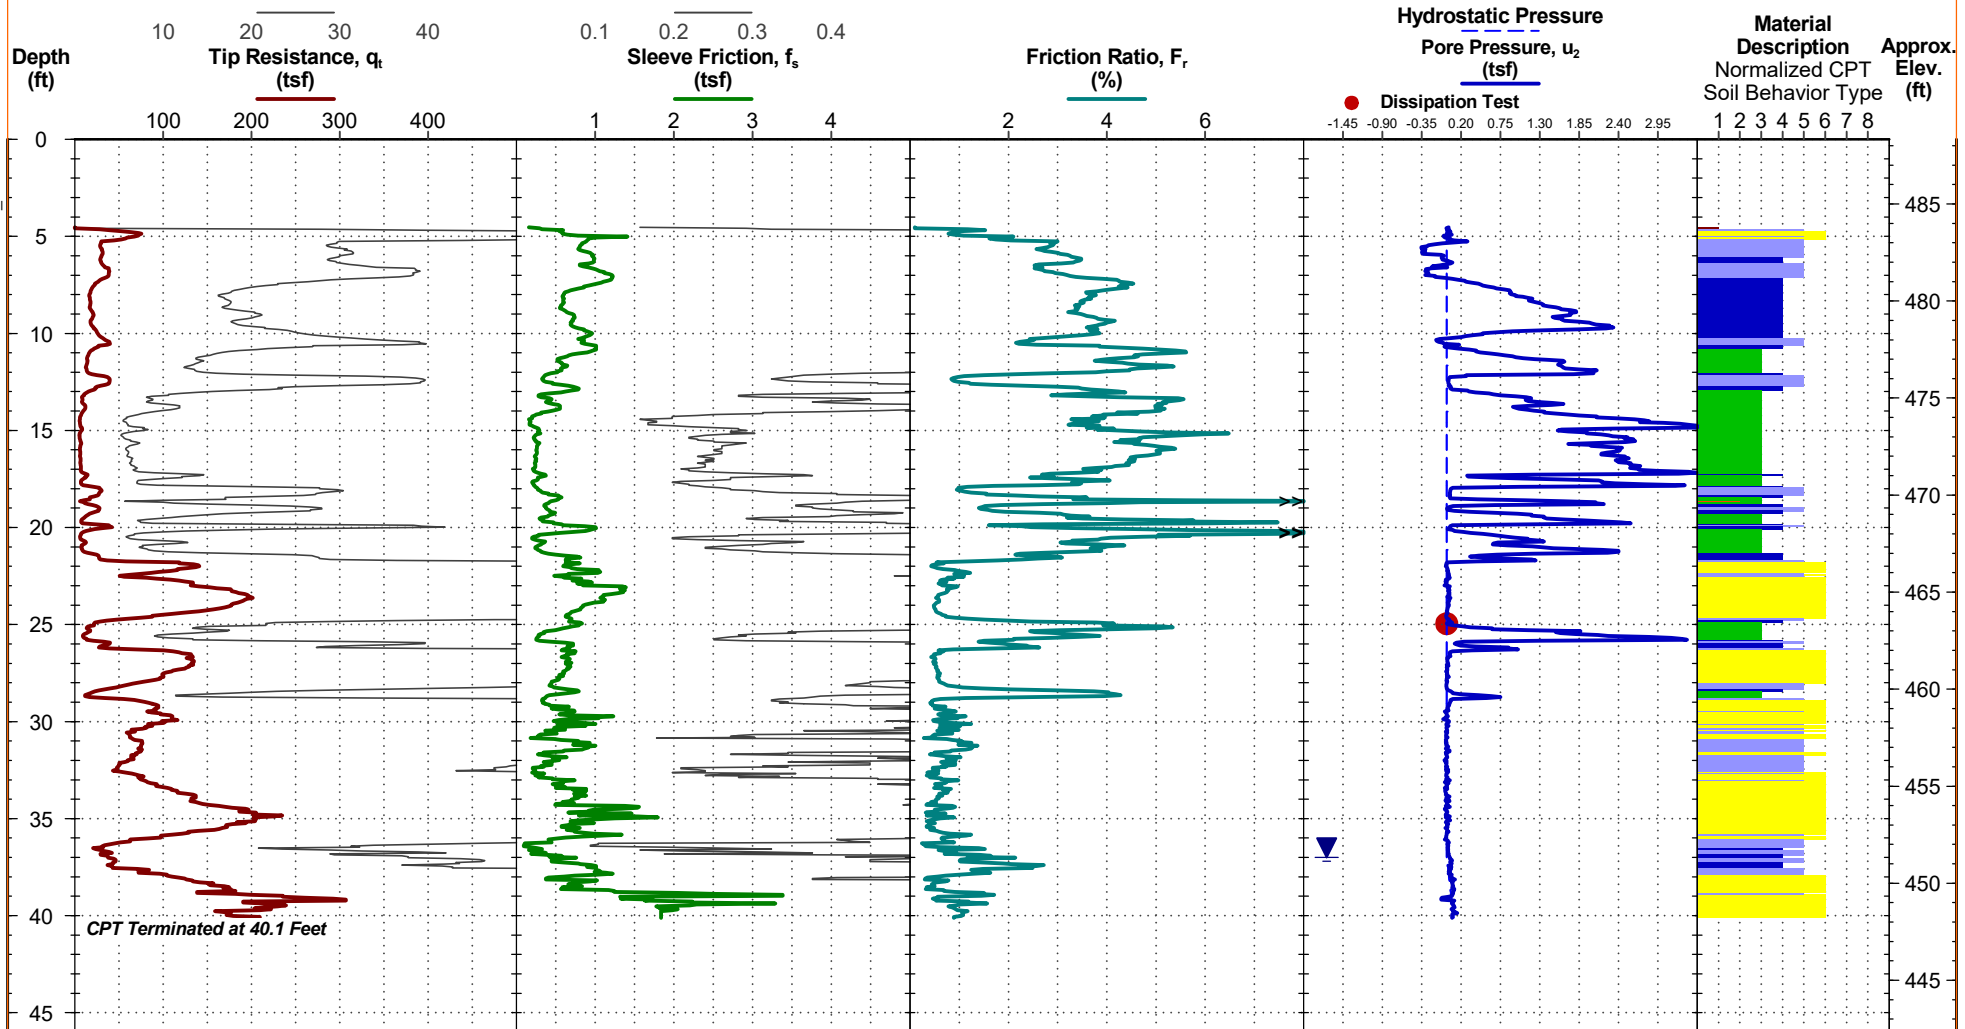 10 20 30 40
0.1 0.2 0.3 0.4
Depth
(ft)
Tip Resistance, qt
(tsf)
100 200 300 400
Sleeve Friction, fs
(tsf)
1 2 3 4
Friction Ratio, Fr
(%)
2 4 6
Hydrostatic Pressure
Pore Pressure, u2
(tsf)
Dissipation Test
-1.45 -0.90 -0.35 0.20 0.75 1.30 1.85 2.40 2.95
Material
Description
Normalized CPT
Soil Behavior Type
1 2 3 4 5 6 7 8
Approx.
Elev.
(ft)
0
5
10
15
20
25
30
35
40
45
>>
>>
CPT Terminated at 40.1 Feet
485
480
475
470
465
460
455
450
445